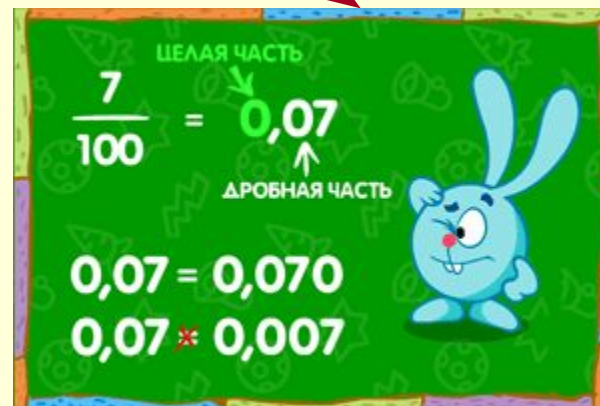 ЦЕЛАЯ ЧАСТЬ
7
100
= 0,07
ДРОБНАЯ ЧАСТЬ
0,07 = 0,070
0,07 ≠ 0,007